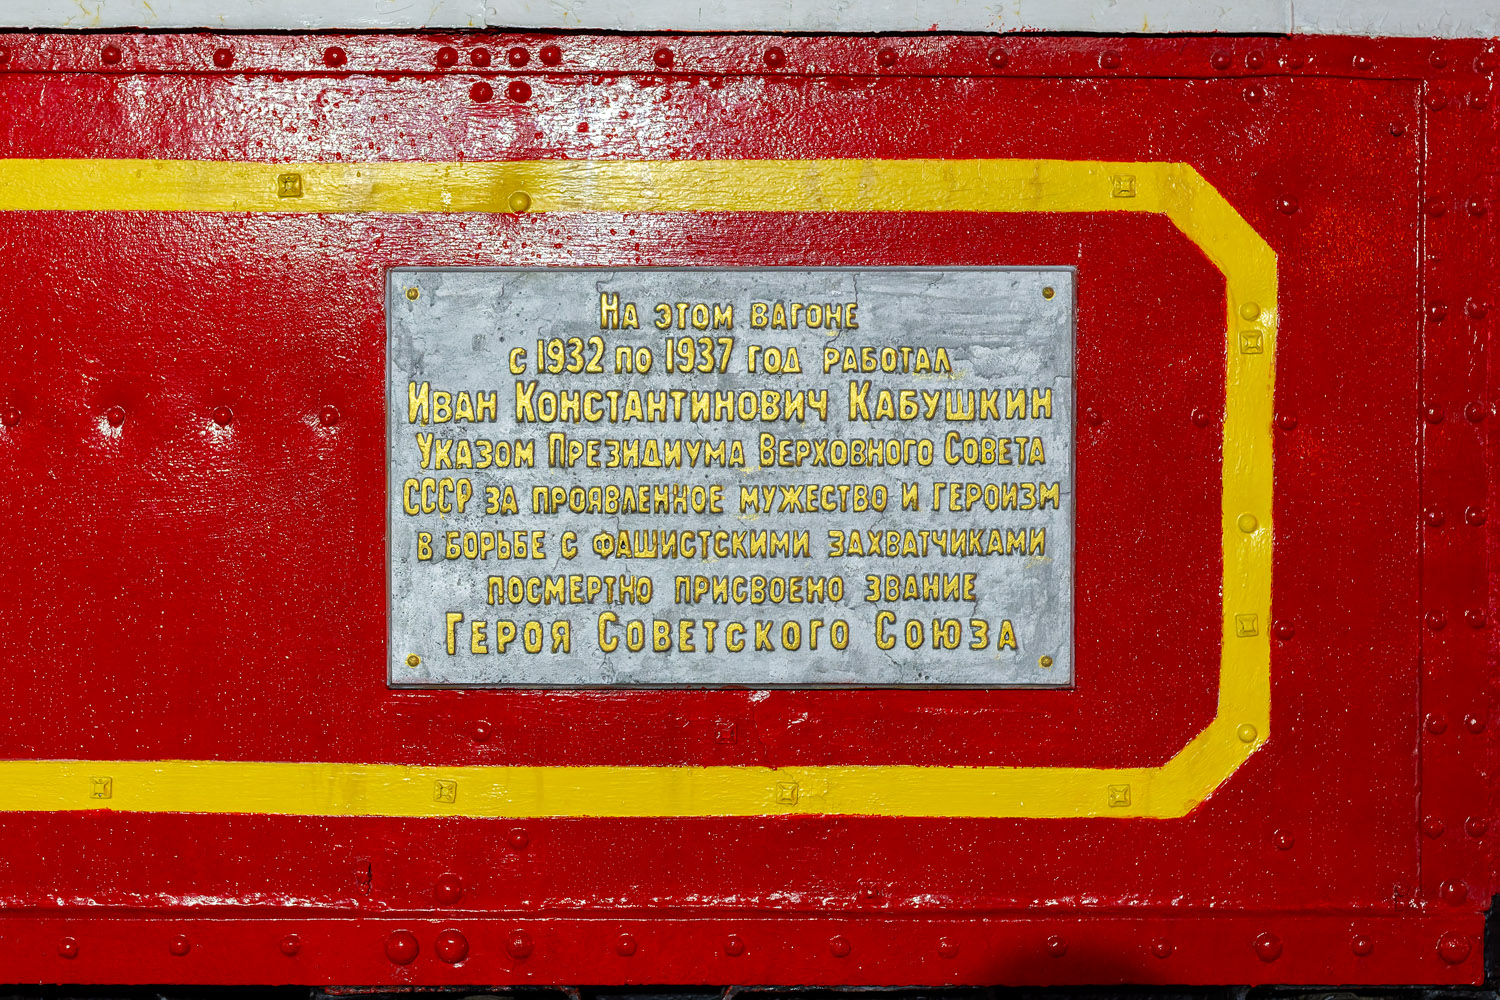 На этом вагоне
с 1932 по 1937 год работал
Иван Константинович Кабушкин
Указом Президиума Верховного Совета
СССР за проявленное мужество и героизм
в борьбе с фашистскими захватчиками
посмертно присвоено звание
Героя Советского Союза